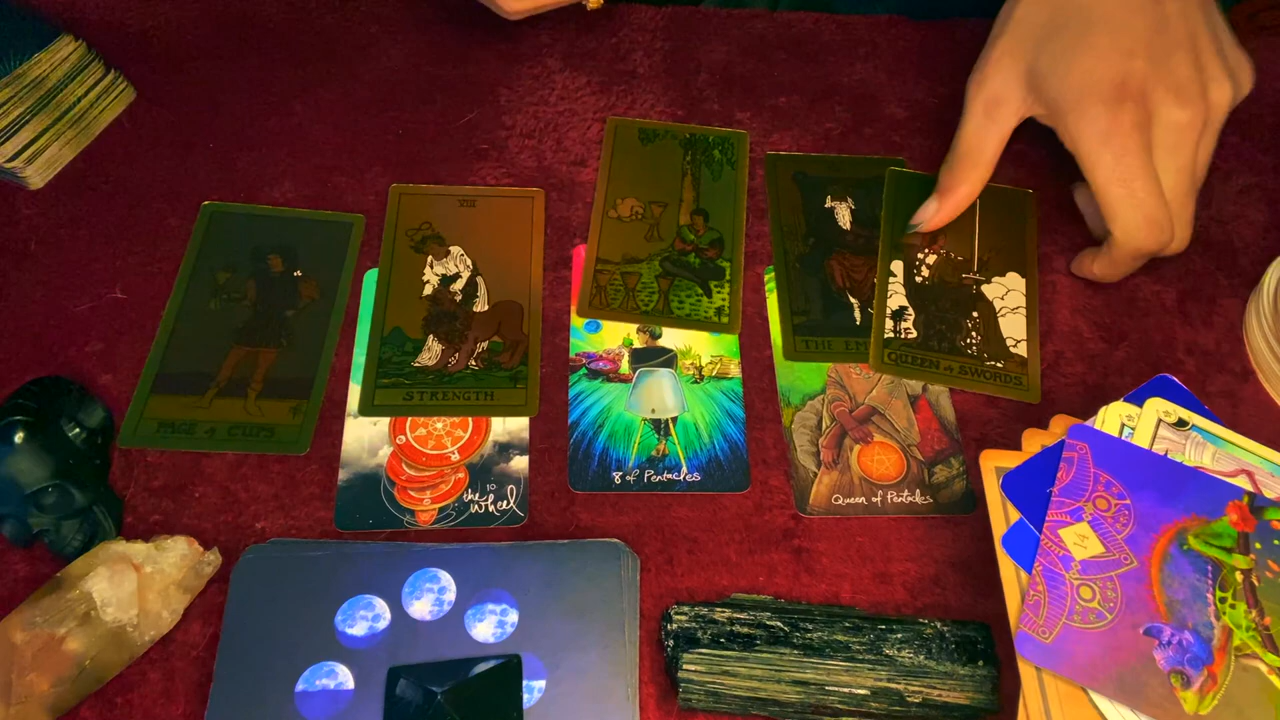 PAGE of CUPS
VIII
STRENGTH
THE EM
QUEEN of SWORDS.
10
the wheel
8 of Pentacles
Queen of Pentacles
14